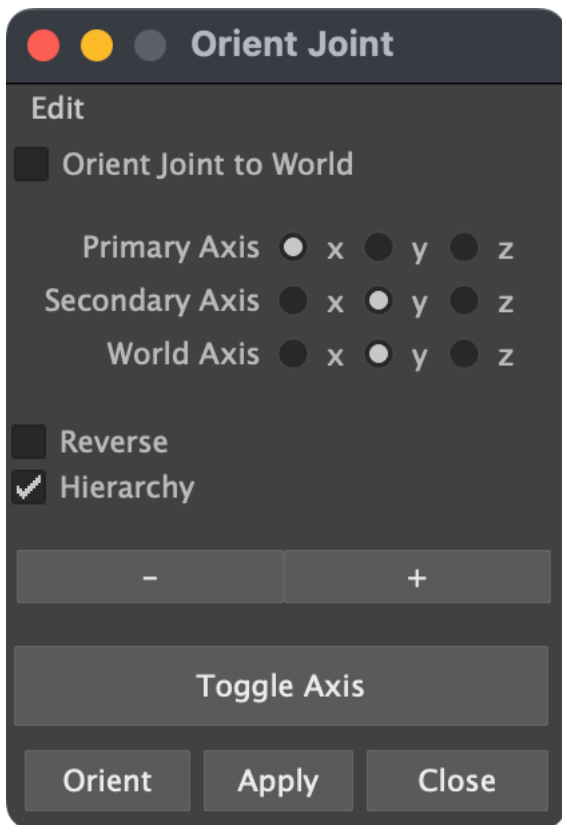 Orient Joint
Edit
Orient Joint to World
Primary Axis x y z
Secondary Axis x y z
World Axis x y z
Reverse
Hierarchy
- +
Toggle Axis
Orient Apply Close